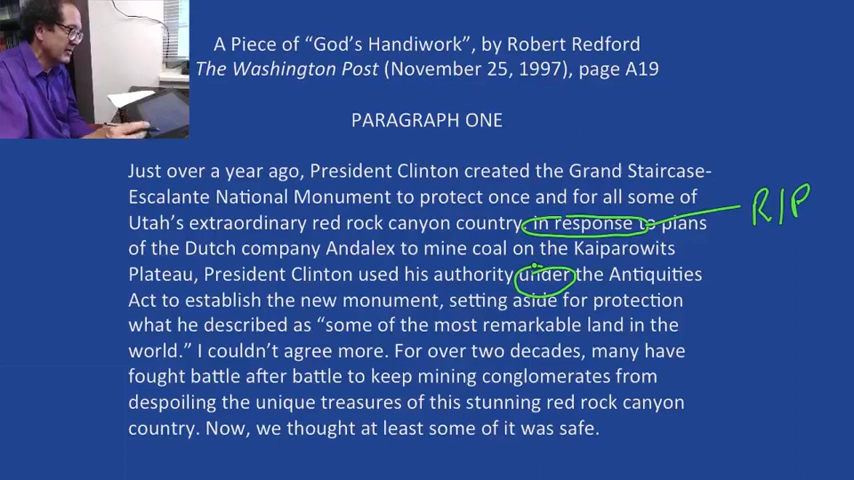 A Piece of “God’s Handiwork”, by Robert Redford
The Washington Post (November 25, 1997), page A19
PARAGRAPH ONE
Just over a year ago, President Clinton created the Grand Staircase-
Escalante National Monument to protect once and for all some of
Utah’s extraordinary red rock canyon country. In response to plans
RIP
of the Dutch company Andalex to mine coal on the Kaiparowits
Plateau, President Clinton used his authority under the Antiquities
Act to establish the new monument, setting aside for protection
what he described as “some of the most remarkable land in the
world.” I couldn’t agree more. For over two decades, many have
fought battle after battle to keep mining conglomerates from
despoiling the unique treasures of this stunning red rock canyon
country. Now, we thought at least some of it was safe.